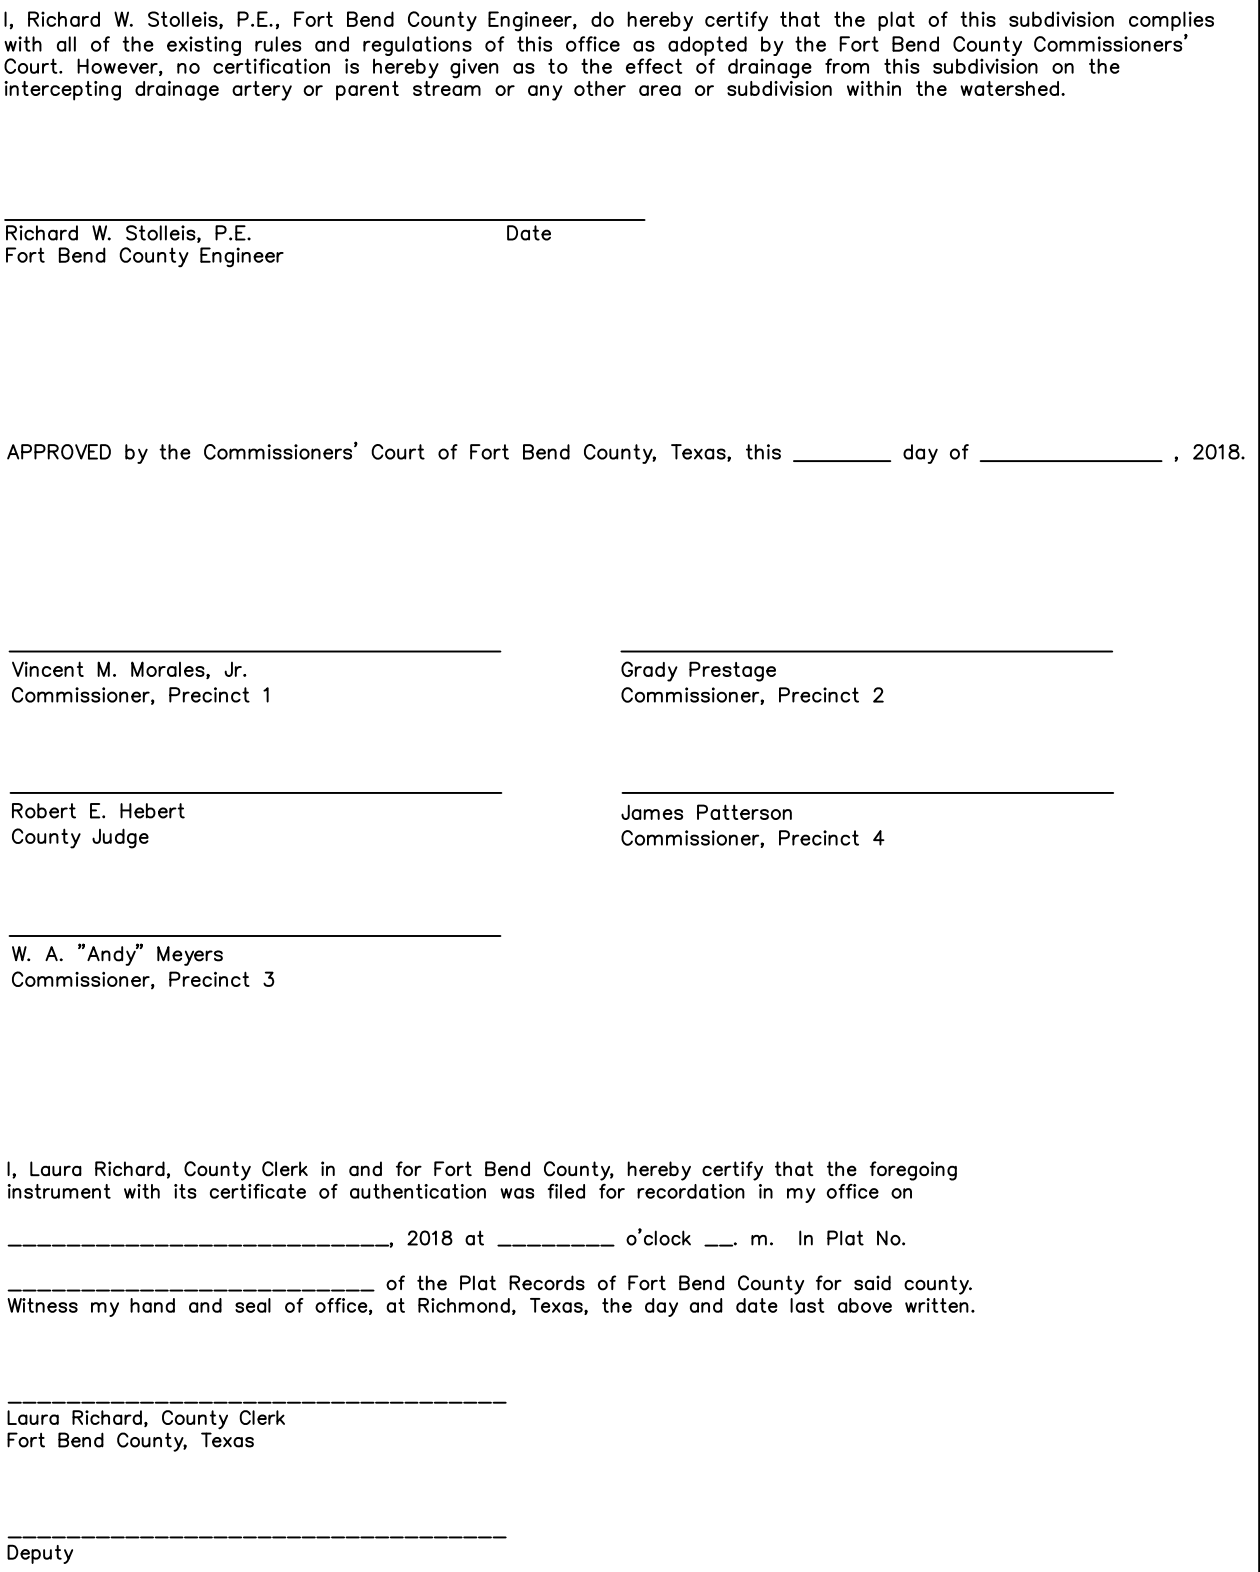 I, Richard W. Stolleis, P.E., Fort Bend County Engineer, do hereby certify that the plat of this subdivision complies
with all of the existing rules and regulations of this office as adopted by the Fort Bend County Commissioners'
Court. However, no certification is hereby given as to the effect of drainage from this subdivision on the
intercepting drainage artery or parent stream or any other area or subdivision within the watershed.
Richard W. Stolleis, P.E. Date
Fort Bend County Engineer
APPROVED by the Commissioners' Court of Fort Bend County, Texas, this ________ day of _______________ , 2018.
Vincent M. Morales, Jr.
Commissioner, Precinct 1
Grady Prestage
Commissioner, Precinct 2
Robert E. Hebert
County Judge
James Patterson
Commissioner, Precinct 4
W. A. "Andy" Meyers
Commissioner, Precinct 3
I, Laura Richard, County Clerk in and for Fort Bend County, hereby certify that the foregoing
instrument with its certificate of authentication was filed for recordation in my office on
__________________________, 2018 at ________ o'clock __. m. In Plat No.
_________________________ of the Plat Records of Fort Bend County for said county.
Witness my hand and seal of office, at Richmond, Texas, the day and date last above written.
Laura Richard, County Clerk
Fort Bend County, Texas
Deputy